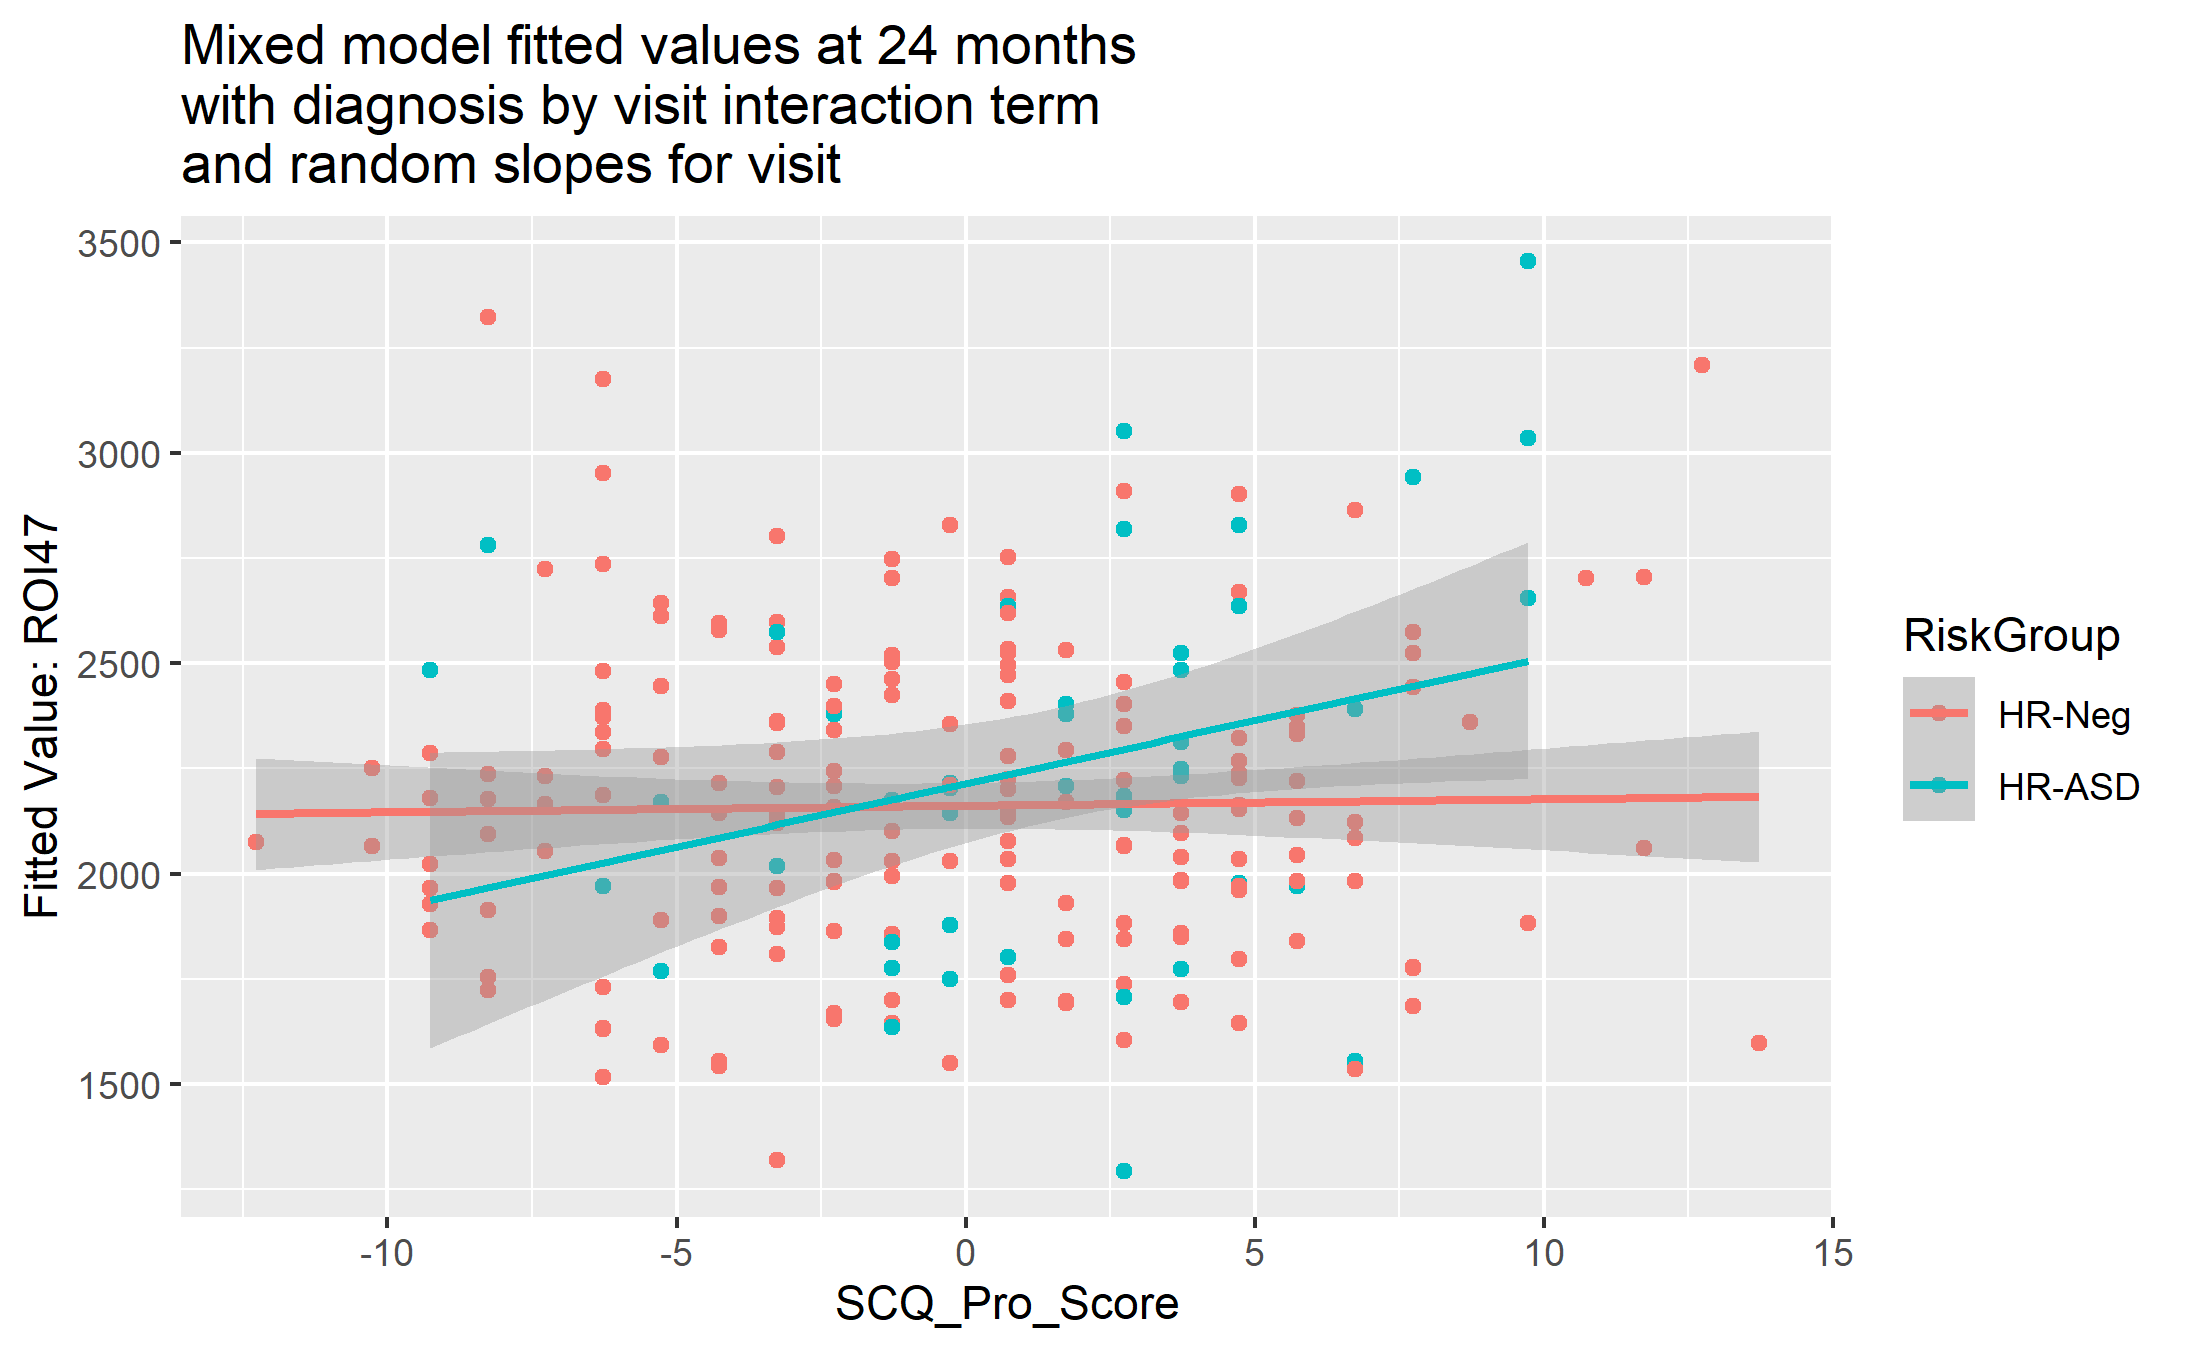 Mixed model fitted values at 24 months
with diagnosis by visit interaction term
and random slopes for visit
3500
3000
2500
2000
1500
Fitted Value: ROI47
-10
-5
0
5
10
15
SCQ_Pro_Score
RiskGroup
HR-Neg
HR-ASD